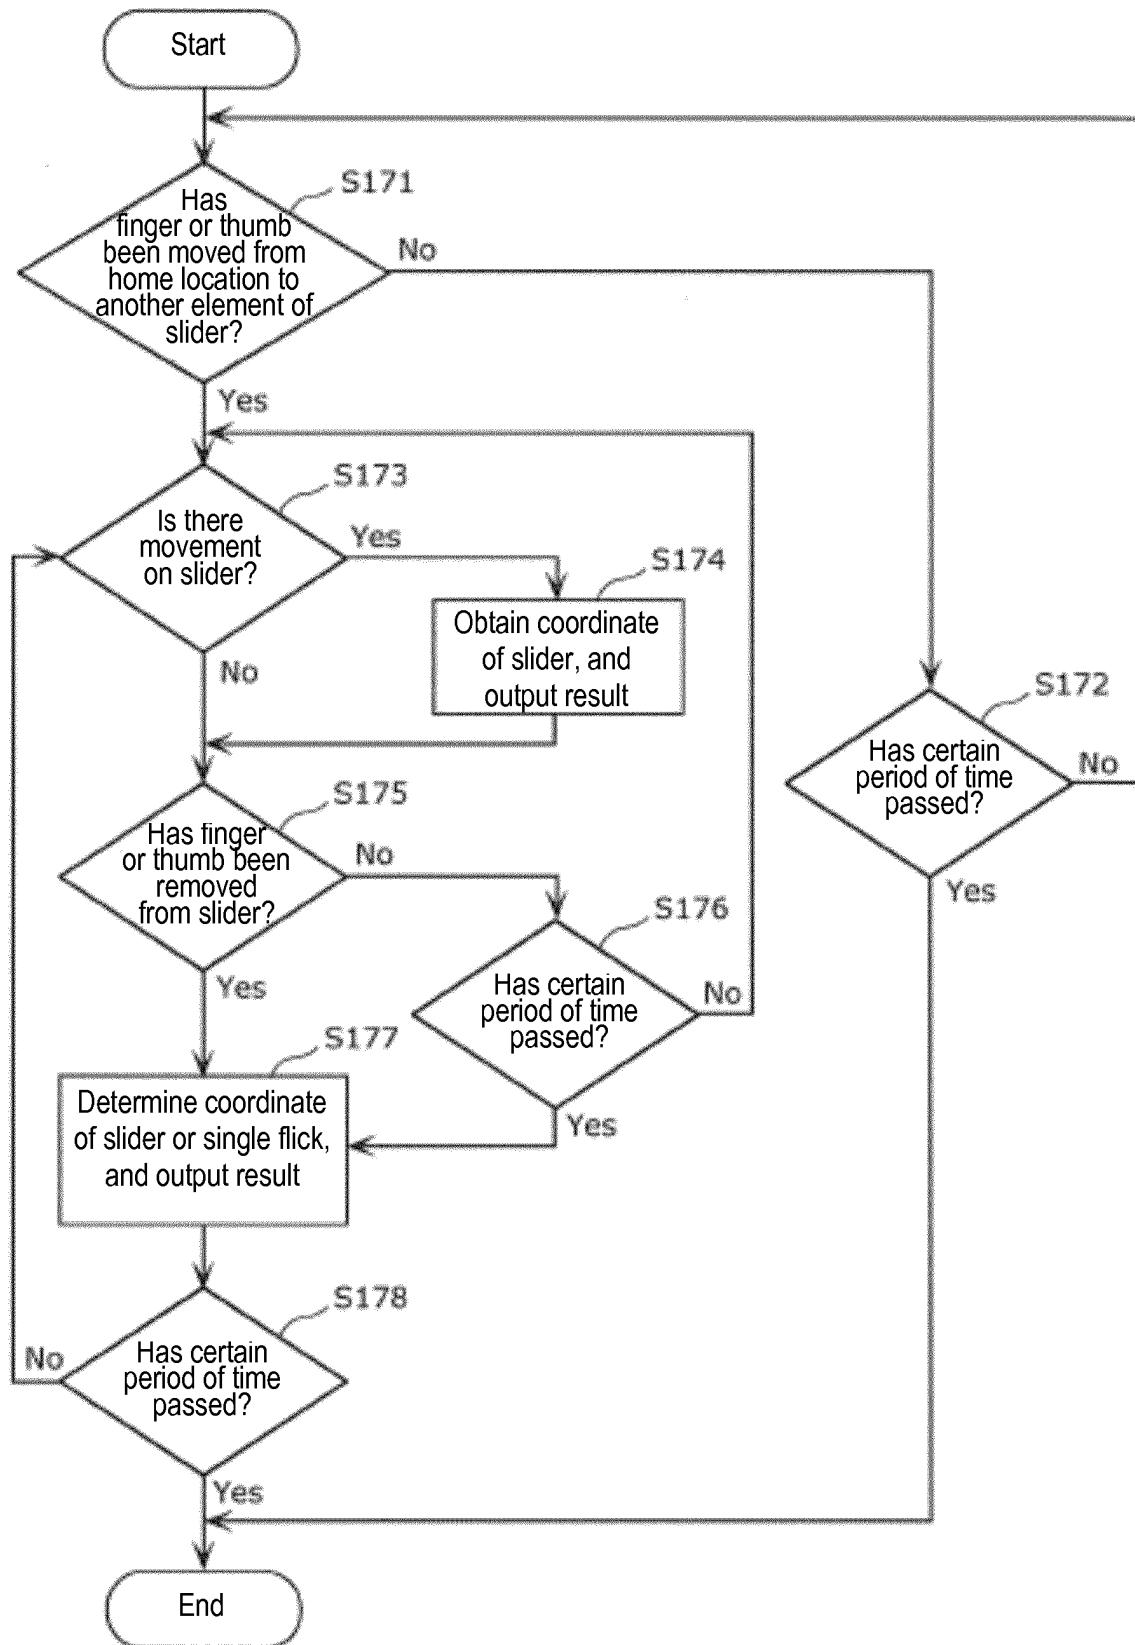 Start
S171
Has
finger or thumb
been moved from
home location to
another element of
slider?
No
Yes
S173
Is there
movement
on slider?
Yes
No
S174
Obtain coordinate
of slider, and
output result
S172
Has certain
period of time
passed?
No
Yes
S175
Has finger
or thumb been
removed
from slider?
No
Yes
S176
Has certain
period of time
passed?
No
Yes
S177
Determine coordinate
of slider or single flick,
and output result
S178
Has certain
period of time
passed?
No
Yes
End